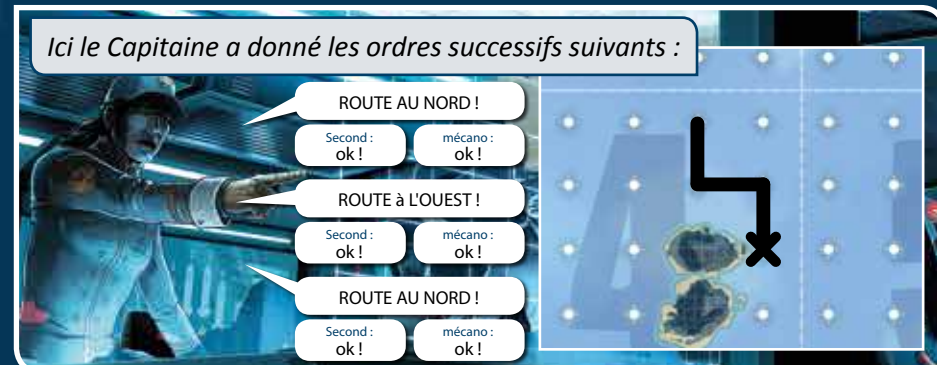 Ici le Capitaine a donné les ordres successifs suivants :
ROUTE AU NORD !
Second :
ok !
mécano :
ok !
ROUTE à L'OUEST !
Second :
ok !
mécano :
ok !
ROUTE AU NORD !
Second :
ok !
mécano :
ok !
4